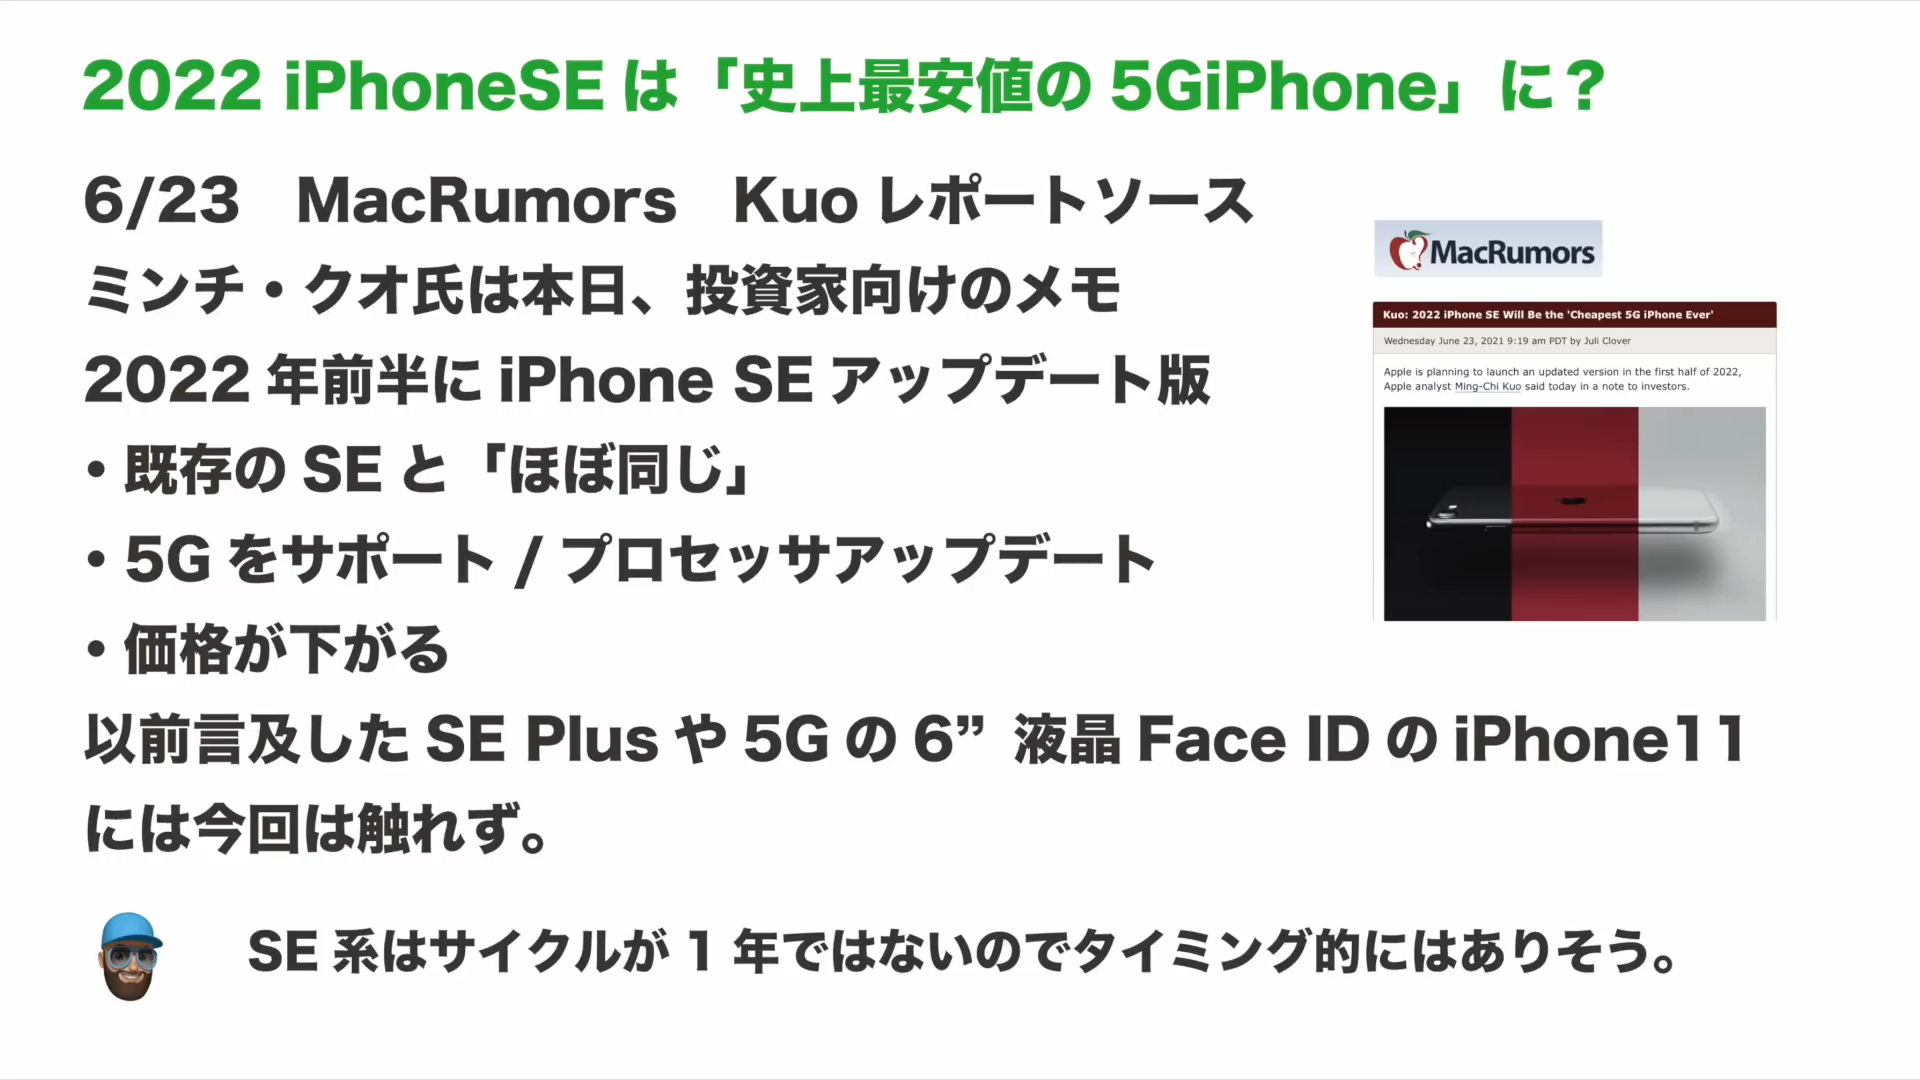 2022 iPhoneSE は「史上最安値の 5GiPhone」に？
6/23　MacRumors　Kuo レポートソース
ミンチ・クオ氏は本日、投資家向けのメモ
2022 年前半に iPhone SE アップデート版
・既存の SE と「ほぼ同じ」
・5G をサポート / プロセッサアップデート
・価格が下がる
以前言及した SE Plus や 5G の 6” 液晶 Face ID の iPhone11
には今回は触れず。
SE 系はサイクルが 1 年ではないのでタイミング的にはありそう。
MacRumors
Kuo: 2022 iPhone SE Will Be the 'Cheapest 5G iPhone Ever'
Wednesday June 23, 2021 9:19 am PDT by Juli Clover
Apple is planning to launch an updated version in the first half of 2022,
Apple analyst Ming-Chi Kuo said today in a note to investors.